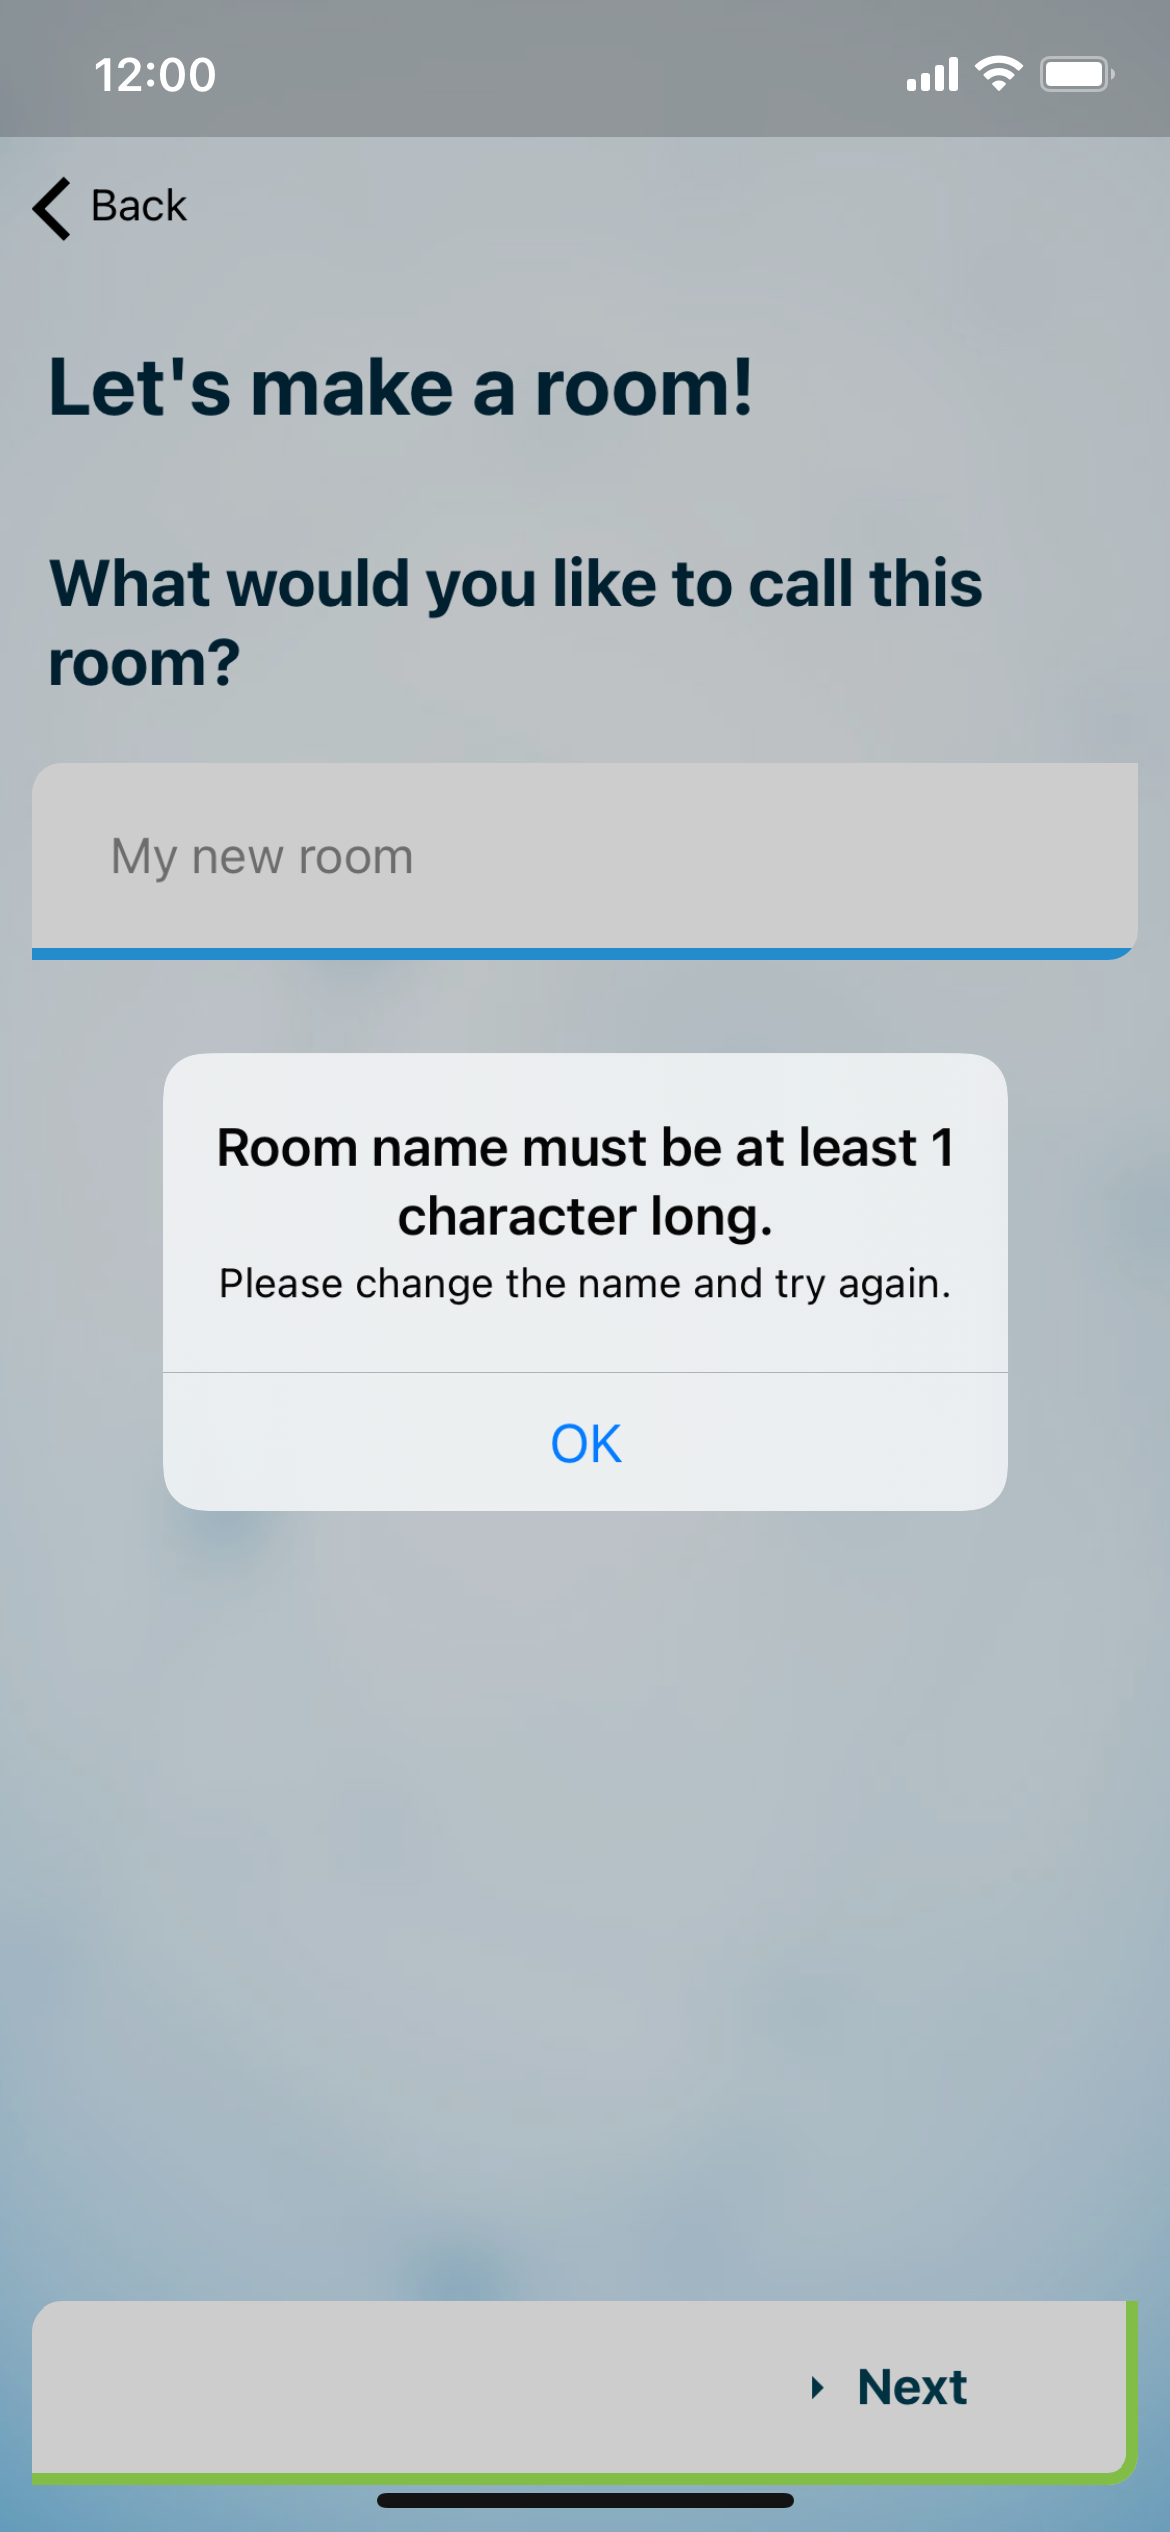 12:00
Back
Let's make a room!
What would you like to call this
room?
My new room
Room name must be at least 1
character long.
Please change the name and try again.
OK
Next